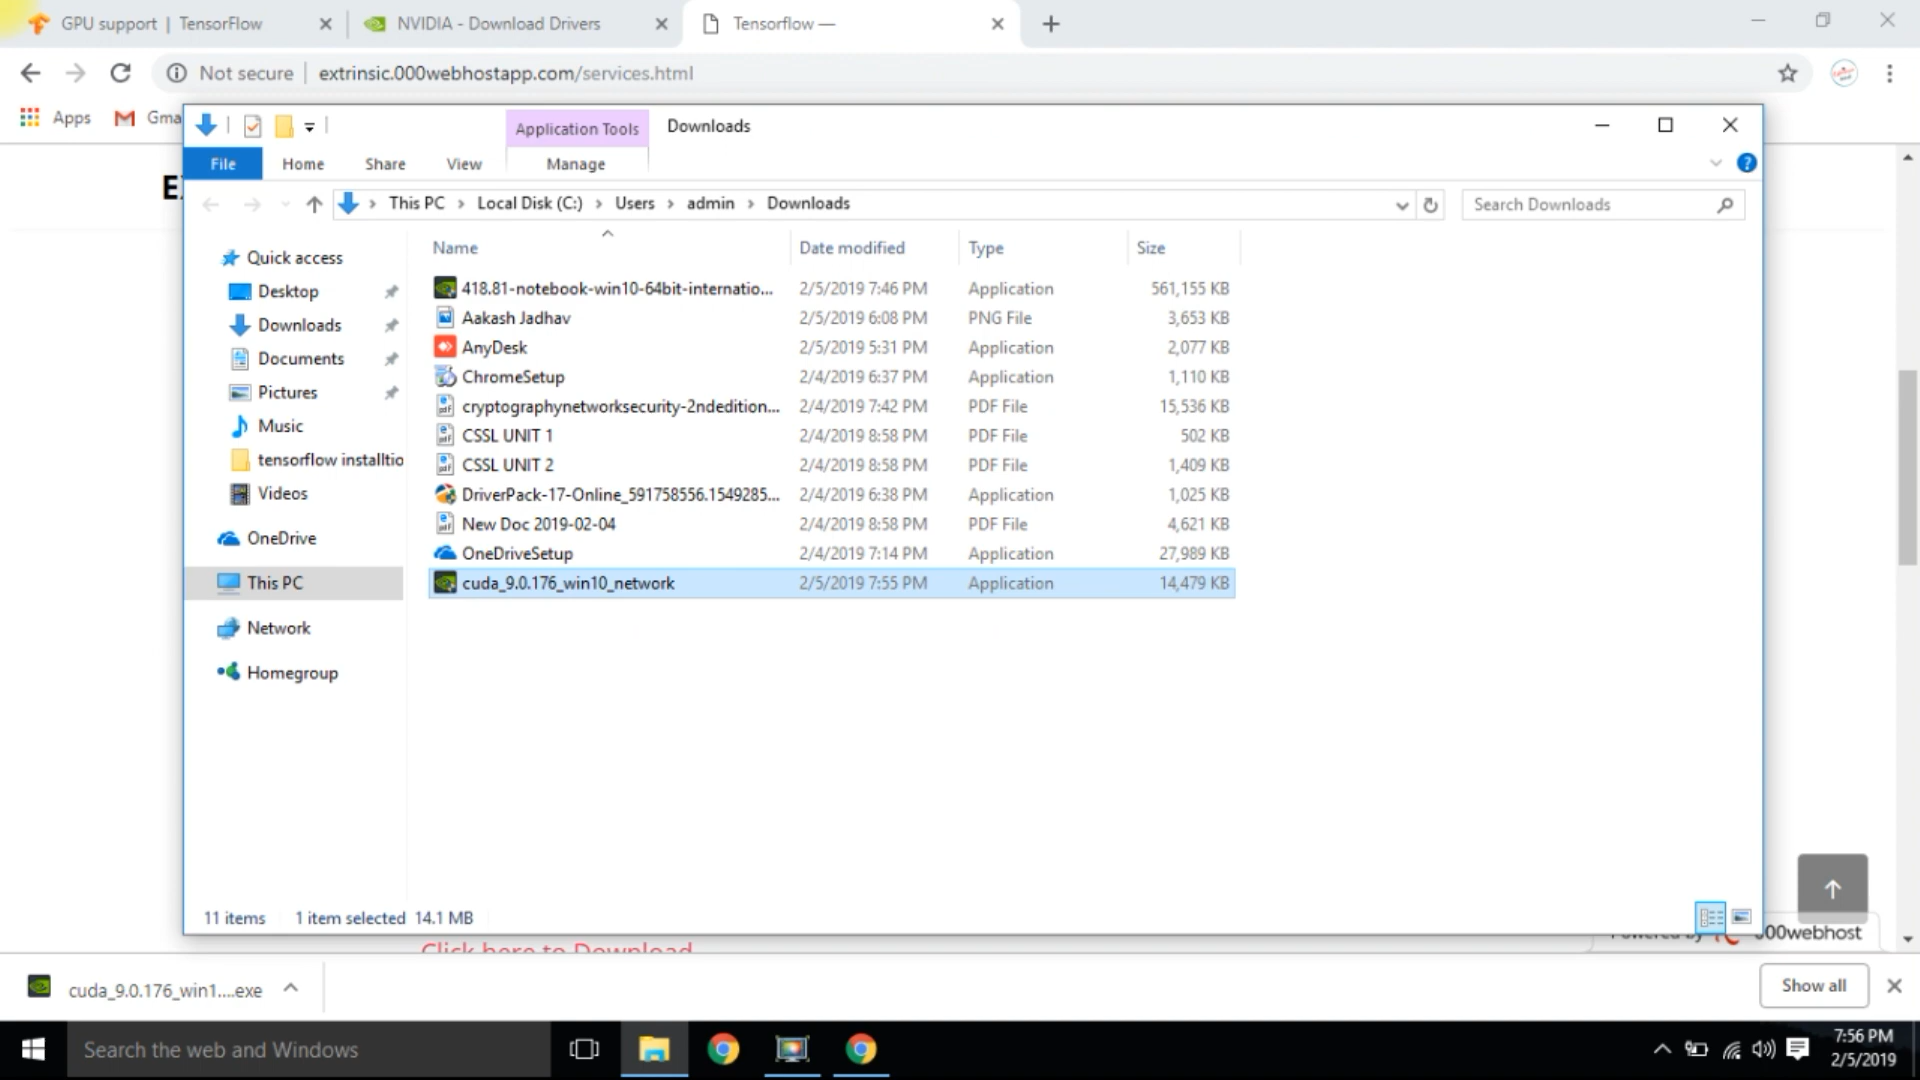 GPU support | TensorFlow
NVIDIA - Download Drivers
Tensorflow —
Not secure
extrinsic.000webhostapp.com/services.html
Apps
Gma
Application Tools
Downloads
File
Home
Share
View
Manage
This PC
Local Disk (C:)
Users
admin
Downloads
Search Downloads
Name
Date modified
Type
Size
Quick access
Desktop
Downloads
Documents
Pictures
Music
tensorflow installtio
Videos
OneDrive
This PC
Network
Homegroup
418.81-notebook-win10-64bit-internatio... 2/5/2019 7:46 PM Application 561,155 KB
Aakash Jadhav 2/5/2019 6:08 PM PNG File 3,653 KB
AnyDesk 2/5/2019 5:31 PM Application 2,077 KB
ChromeSetup 2/4/2019 6:37 PM Application 1,110 KB
cryptographynetworksecurity-2ndedition... 2/4/2019 7:42 PM PDF File 15,536 KB
CSSL UNIT 1 2/4/2019 8:58 PM PDF File 502 KB
CSSL UNIT 2 2/4/2019 8:58 PM PDF File 1,409 KB
DriverPack-17-Online_591758556.1549285... 2/4/2019 6:38 PM Application 1,025 KB
New Doc 2019-02-04 2/4/2019 8:58 PM PDF File 4,621 KB
OneDriveSetup 2/4/2019 7:14 PM Application 27,989 KB
cuda_9.0.176_win10_network 2/5/2019 7:55 PM Application 14,479 KB
11 items 1 item selected 14.1 MB
Powered by 000webhost
Click here to Download
cuda_9.0.176_win1....exe
Show all
Search the web and Windows
7:56 PM
2/5/2019